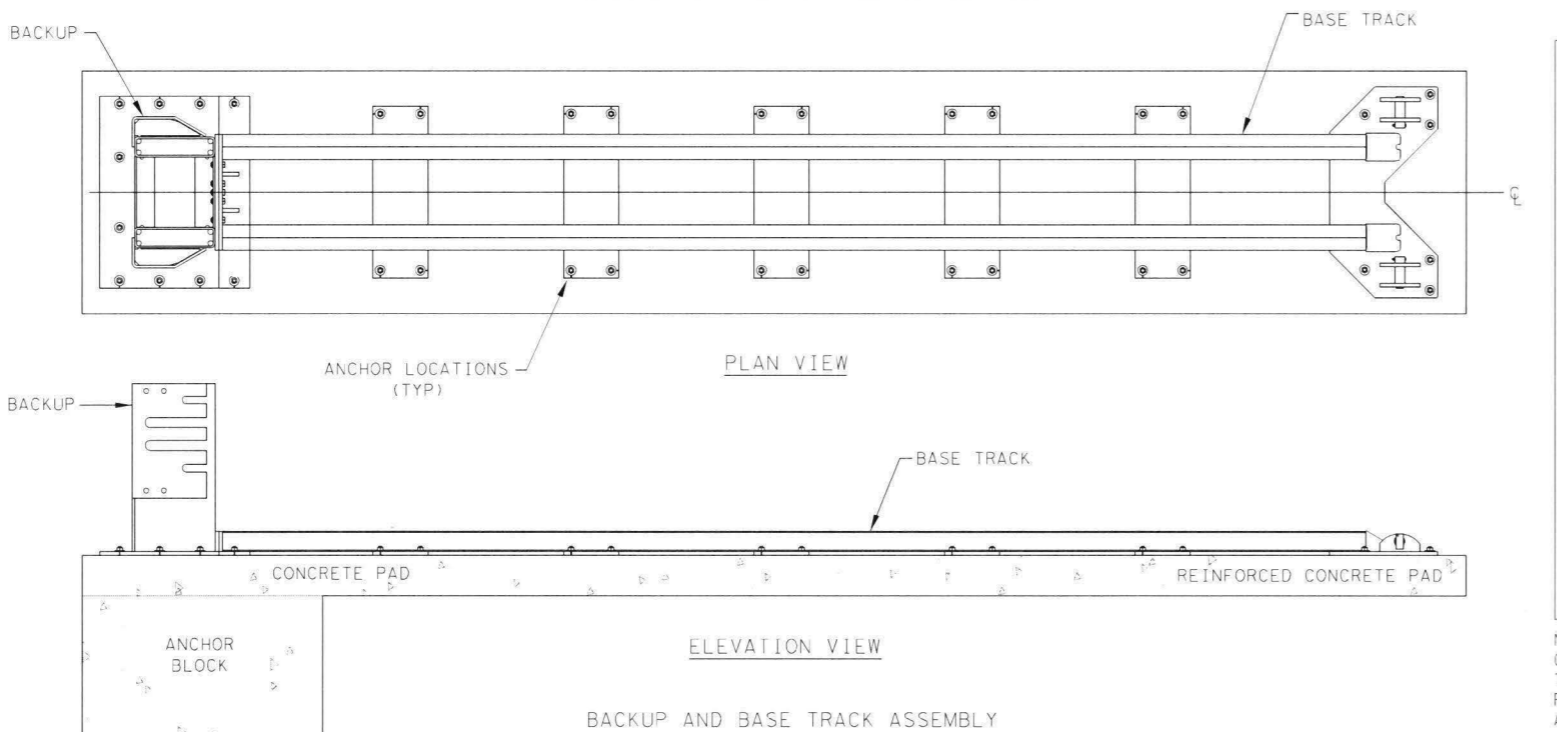 BACKUP
BASE TRACK
℄
ANCHOR LOCATIONS
(TYP)
PLAN VIEW
BACKUP
BASE TRACK
CONCRETE PAD
REINFORCED CONCRETE PAD
ANCHOR
BLOCK
ELEVATION VIEW
BACKUP AND BASE TRACK ASSEMBLY